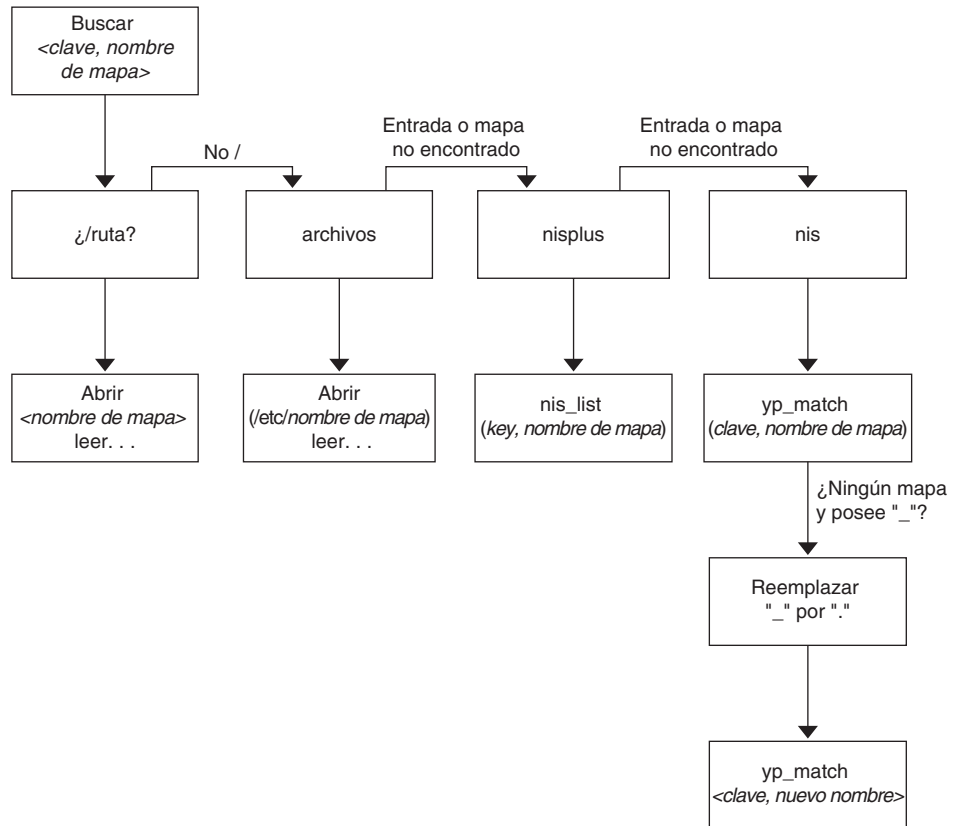 Buscar
<clave, nombre
de mapa>
No /
Entrada o mapa
no encontrado
Entrada o mapa
no encontrado
¿/ruta?
archivos
nisplus
nis
Abrir
<nombre de mapa>
leer. . .
Abrir
(/etc/nombre de mapa)
leer. . .
nis_list
(key, nombre de mapa)
yp_match
(clave, nombre de mapa)
¿Ningún mapa
y posee "_"?
Reemplazar
"_" por "."
yp_match
<clave, nuevo nombre>